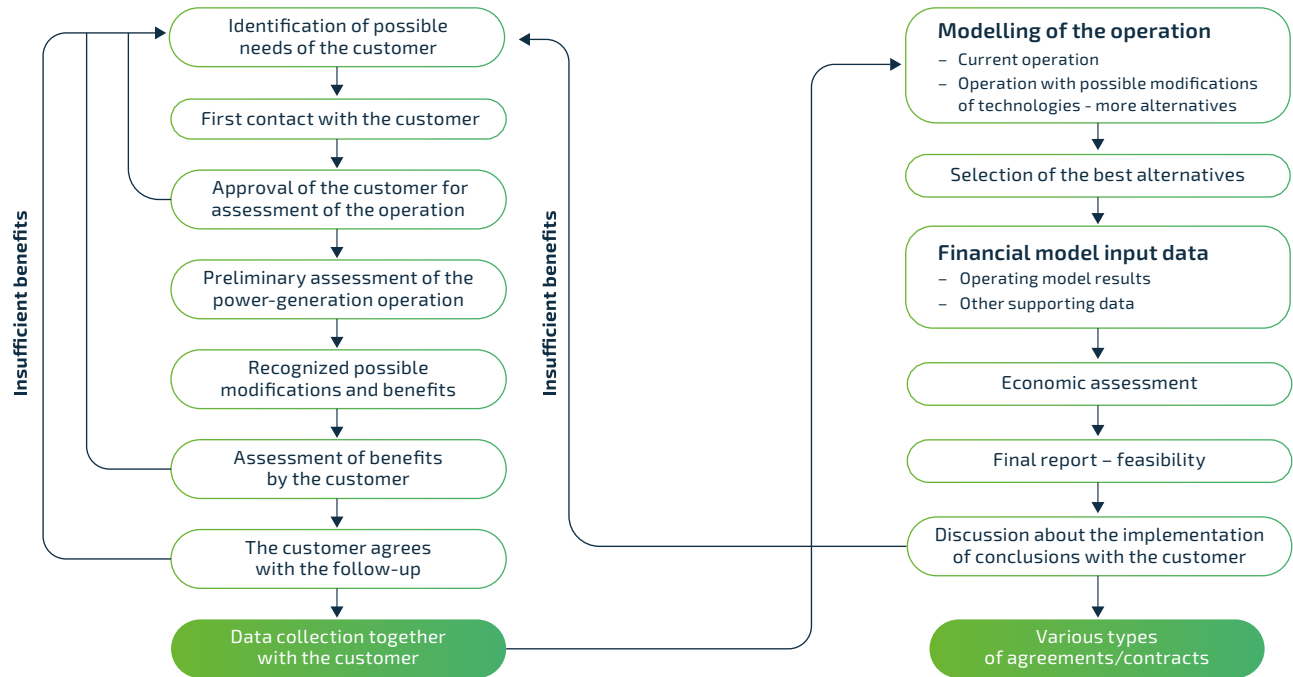 Identification of possible
needs of the customer
First contact with the customer
Approval of the customer for
assessment of the operation
Preliminary assessment of the
power-generation operation
Recognized possible
modifications and benefits
Assessment of benefits
by the customer
The customer agrees
with the follow-up
Data collection together
with the customer
Insufficient benefits
Insufficient benefits
Modelling of the operation
– Current operation
– Operation with possible modifications
of technologies - more alternatives
Selection of the best alternatives
Financial model input data
– Operating model results
– Other supporting data
Economic assessment
Final report – feasibility
Discussion about the implementation
of conclusions with the customer
Various types
of agreements/contracts